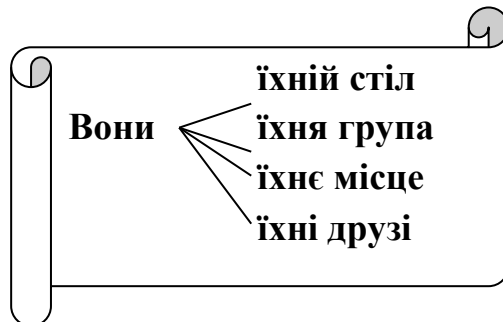 їхній стіл
Вони їхня група
їхнє місце
їхні друзі